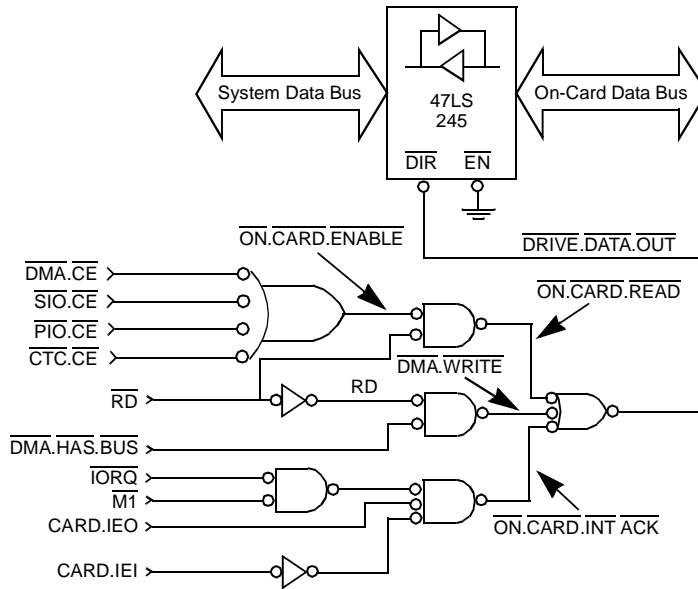 System Data Bus
47LS
245
On-Card Data Bus
DIR
EN
ON.CARD.ENABLE
DRIVE.DATA.OUT
DMA.CE
SIO.CE
PIO.CE
CTC.CE
ON.CARD.READ
DMA.WRITE
RD
RD
DMA.HAS.BUS
IORQ
M1
CARD.IEO
ON.CARD.INT ACK
CARD.IEI